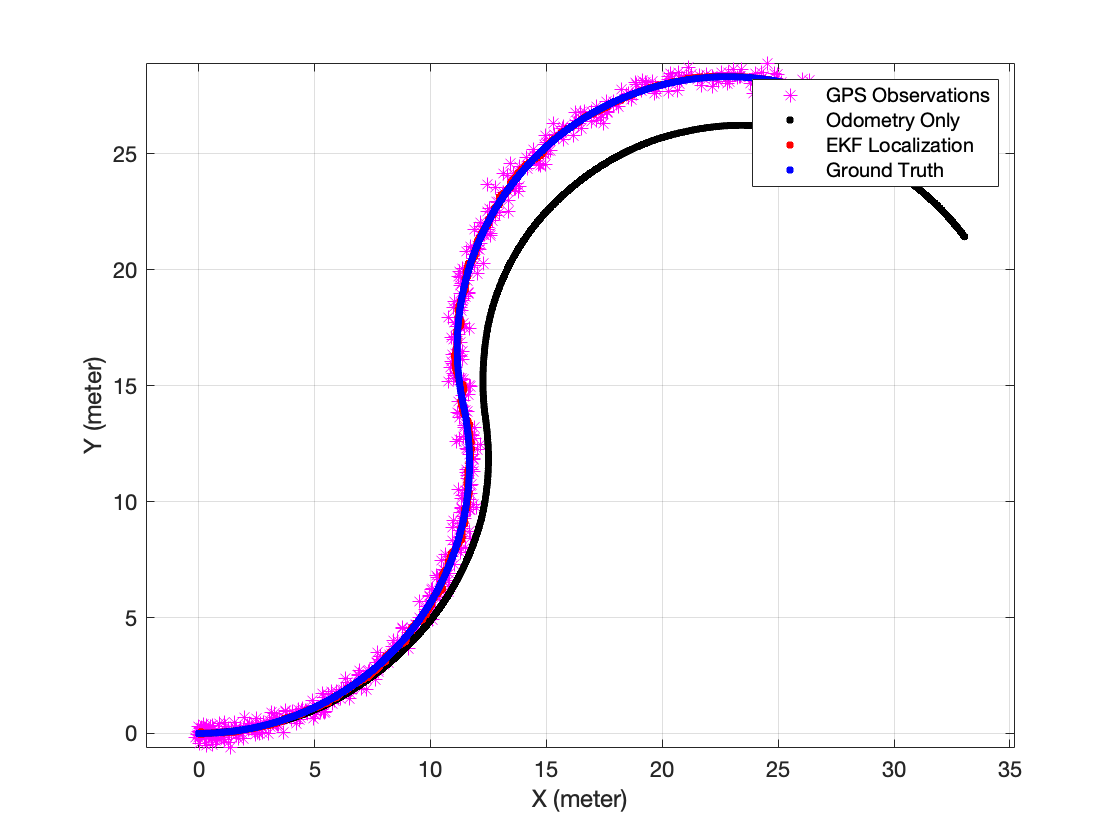 GPS Observations
Odometry Only
EKF Localization
Ground Truth
25
20
15
10
5
0
Y (meter)
0 5 10 15 20 25 30 35
X (meter)